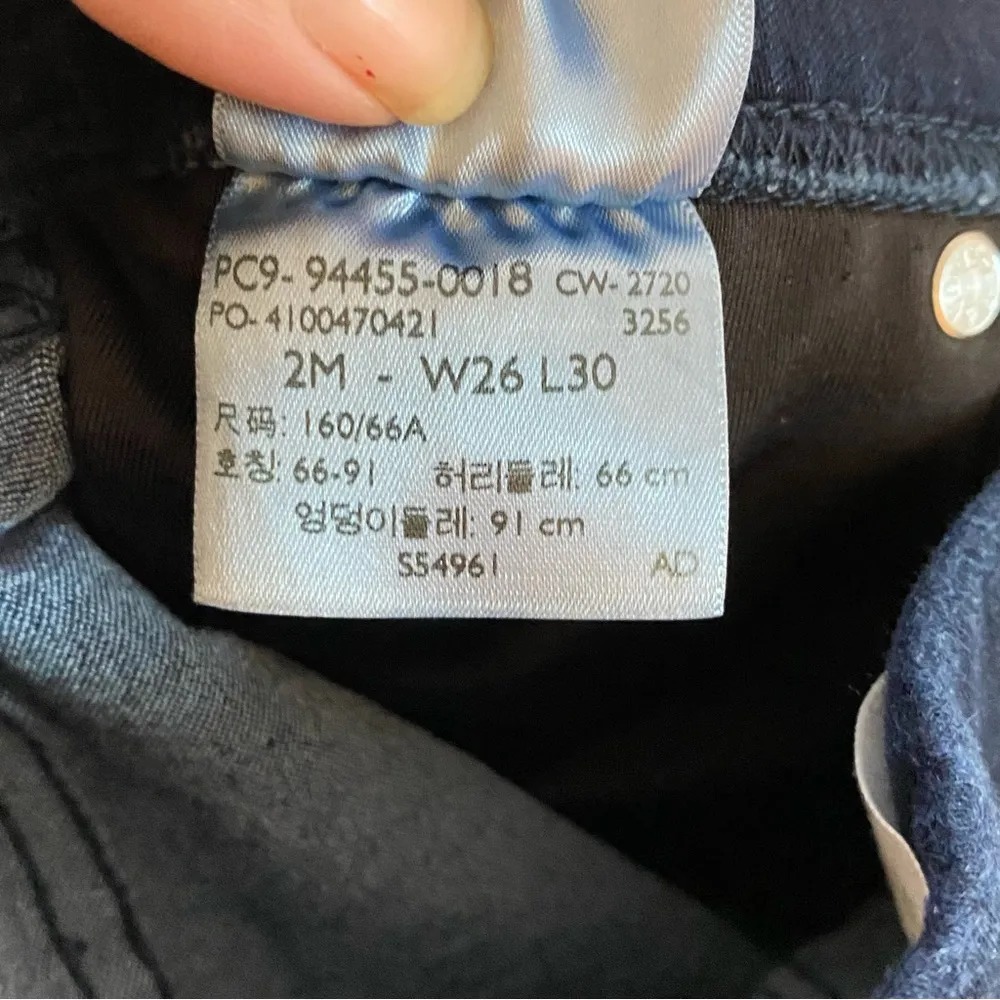 PC9- 94455-0018 CW- 2720
PO- 4100470421 3256
2M - W26 L30
尺码: 160/66A
호칭: 66-91 허리둘레: 66 cm
엉덩이둘레: 91 cm
S54961 AD